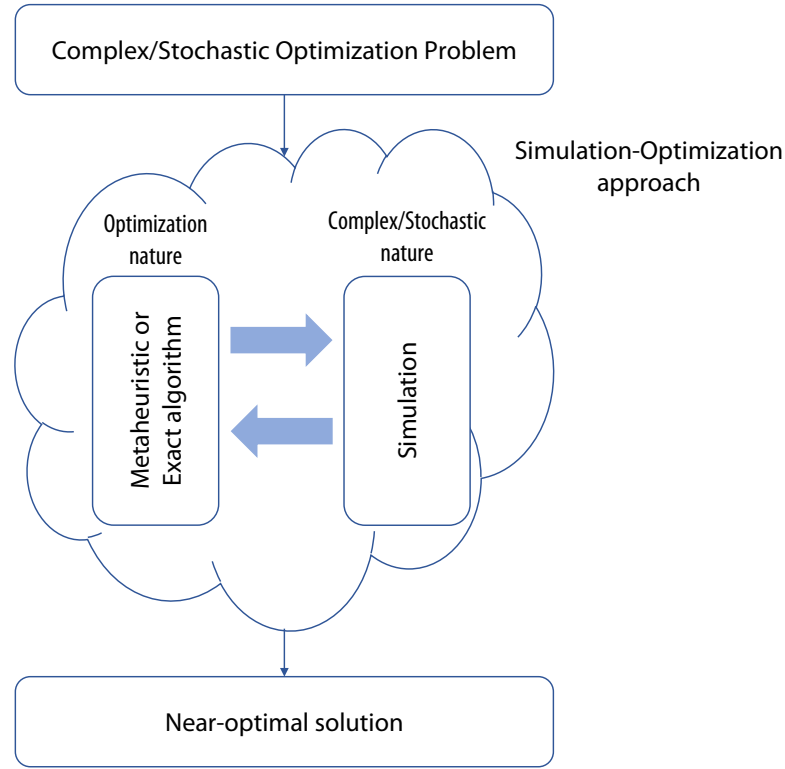 Complex/Stochastic Optimization Problem
Simulation-Optimization
approach
Optimization
nature
Complex/Stochastic
nature
Metaheuristic or
Exact algorithm
Simulation
Near-optimal solution